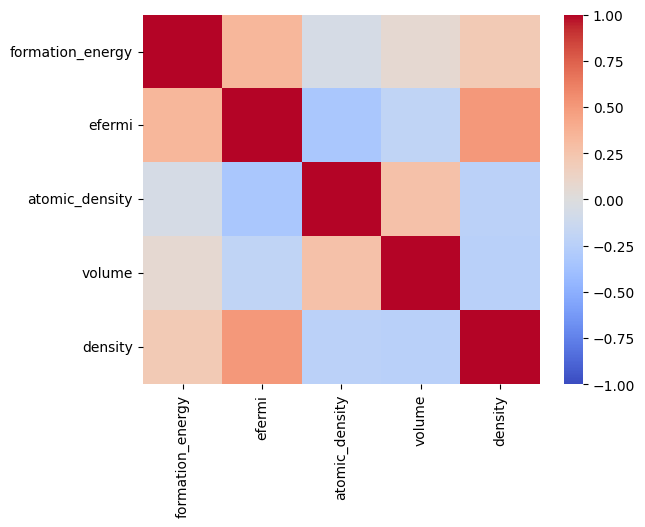 formation_energy
efermi
atomic_density
volume
density
formation_energy
efermi
atomic_density
volume
density
1.00
0.75
0.50
0.25
0.00
−0.25
−0.50
−0.75
−1.00